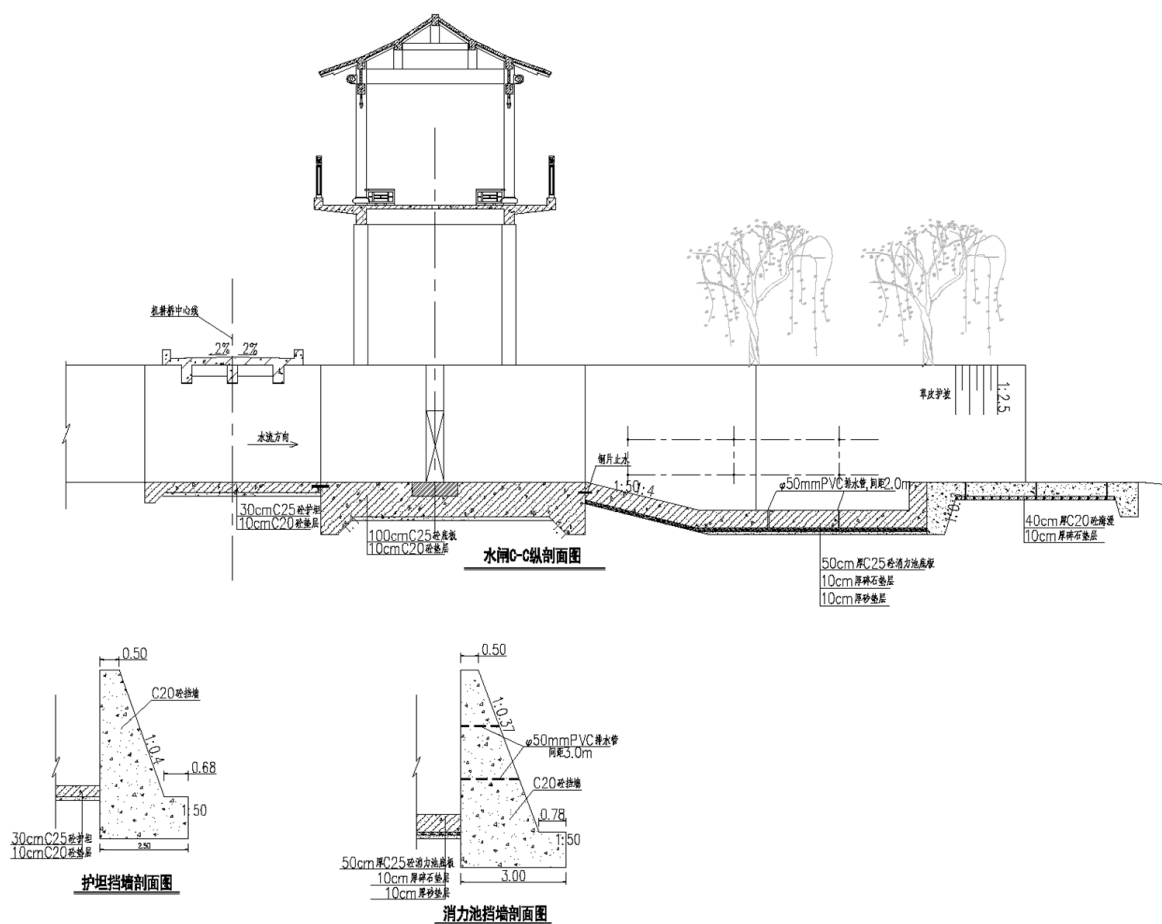 机耕桥中心线
2% 2%
水流方向
铜片止水
草皮护坡
1:2.5
1:50
1:4
φ50mmPVC排水管,间距2.0m
30cmC25砼护坦
10cmC20砼垫层
100cmC25砼底板
10cmC20砼垫层
40cm厚C20砼海漫
10cm厚碎石垫层
50cm厚C25砼消力池底板
10cm厚碎石垫层
10cm厚砂垫层
水闸C-C纵剖面图
0.50
C20砼挡墙
1:0.4
0.68
1:50
30cmC25砼护坦
10cmC20砼垫层
2.50
护坦挡墙剖面图
0.50
1:0.37
φ50mmPVC排水管
间距3.0m
C20砼挡墙
0.78
1:50
50cm厚C25砼消力池底板
10cm厚碎石垫层
10cm厚砂垫层
3.00
消力池挡墙剖面图